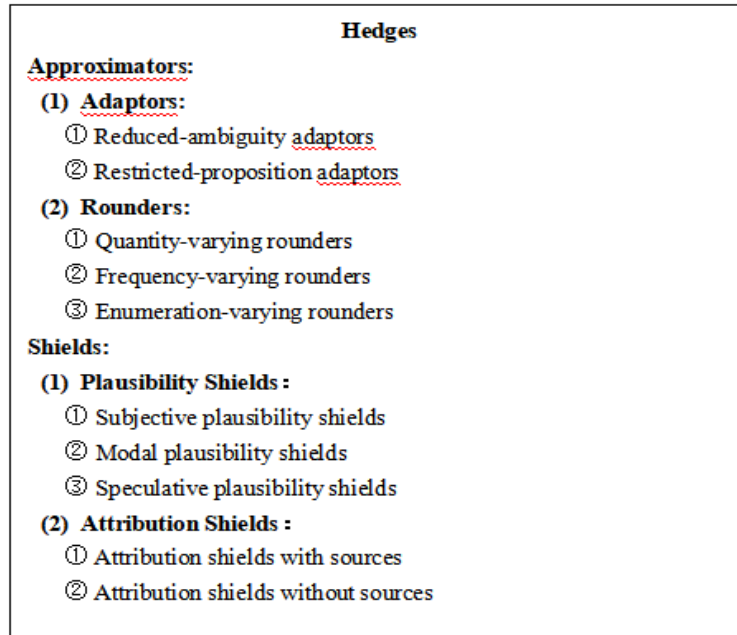 Hedges
Approximators:
(1) Adaptors:
① Reduced-ambiguity adaptors
② Restricted-proposition adaptors
(2) Rounders:
① Quantity-varying rounders
② Frequency-varying rounders
③ Enumeration-varying rounders
Shields:
(1) Plausibility Shields：
① Subjective plausibility shields
② Modal plausibility shields
③ Speculative plausibility shields
(2) Attribution Shields：
① Attribution shields with sources
② Attribution shields without sources